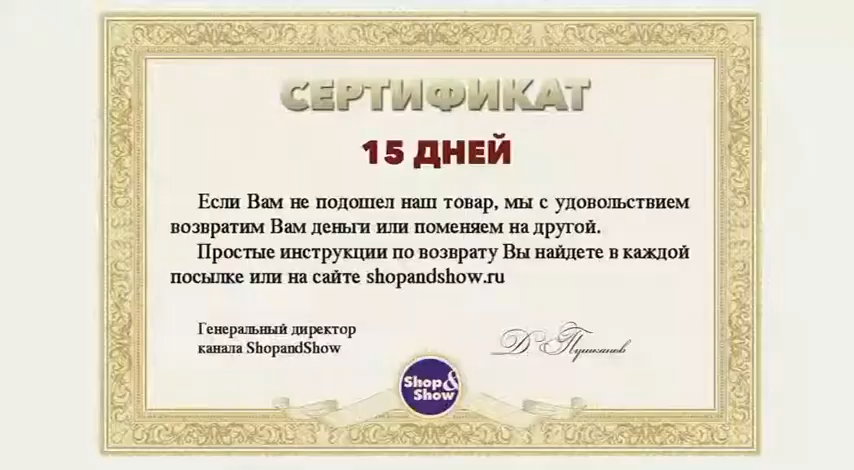 СЕРТИФИКАТ
15 ДНЕЙ
Если Вам не подошел наш товар, мы с удовольствием
возвратим Вам деньги или поменяем на другой.
Простые инструкции по возврату Вы найдете в каждой
посылке или на сайте shopandshow.ru
Генеральный директор
канала ShopandShow
Shop&
Show